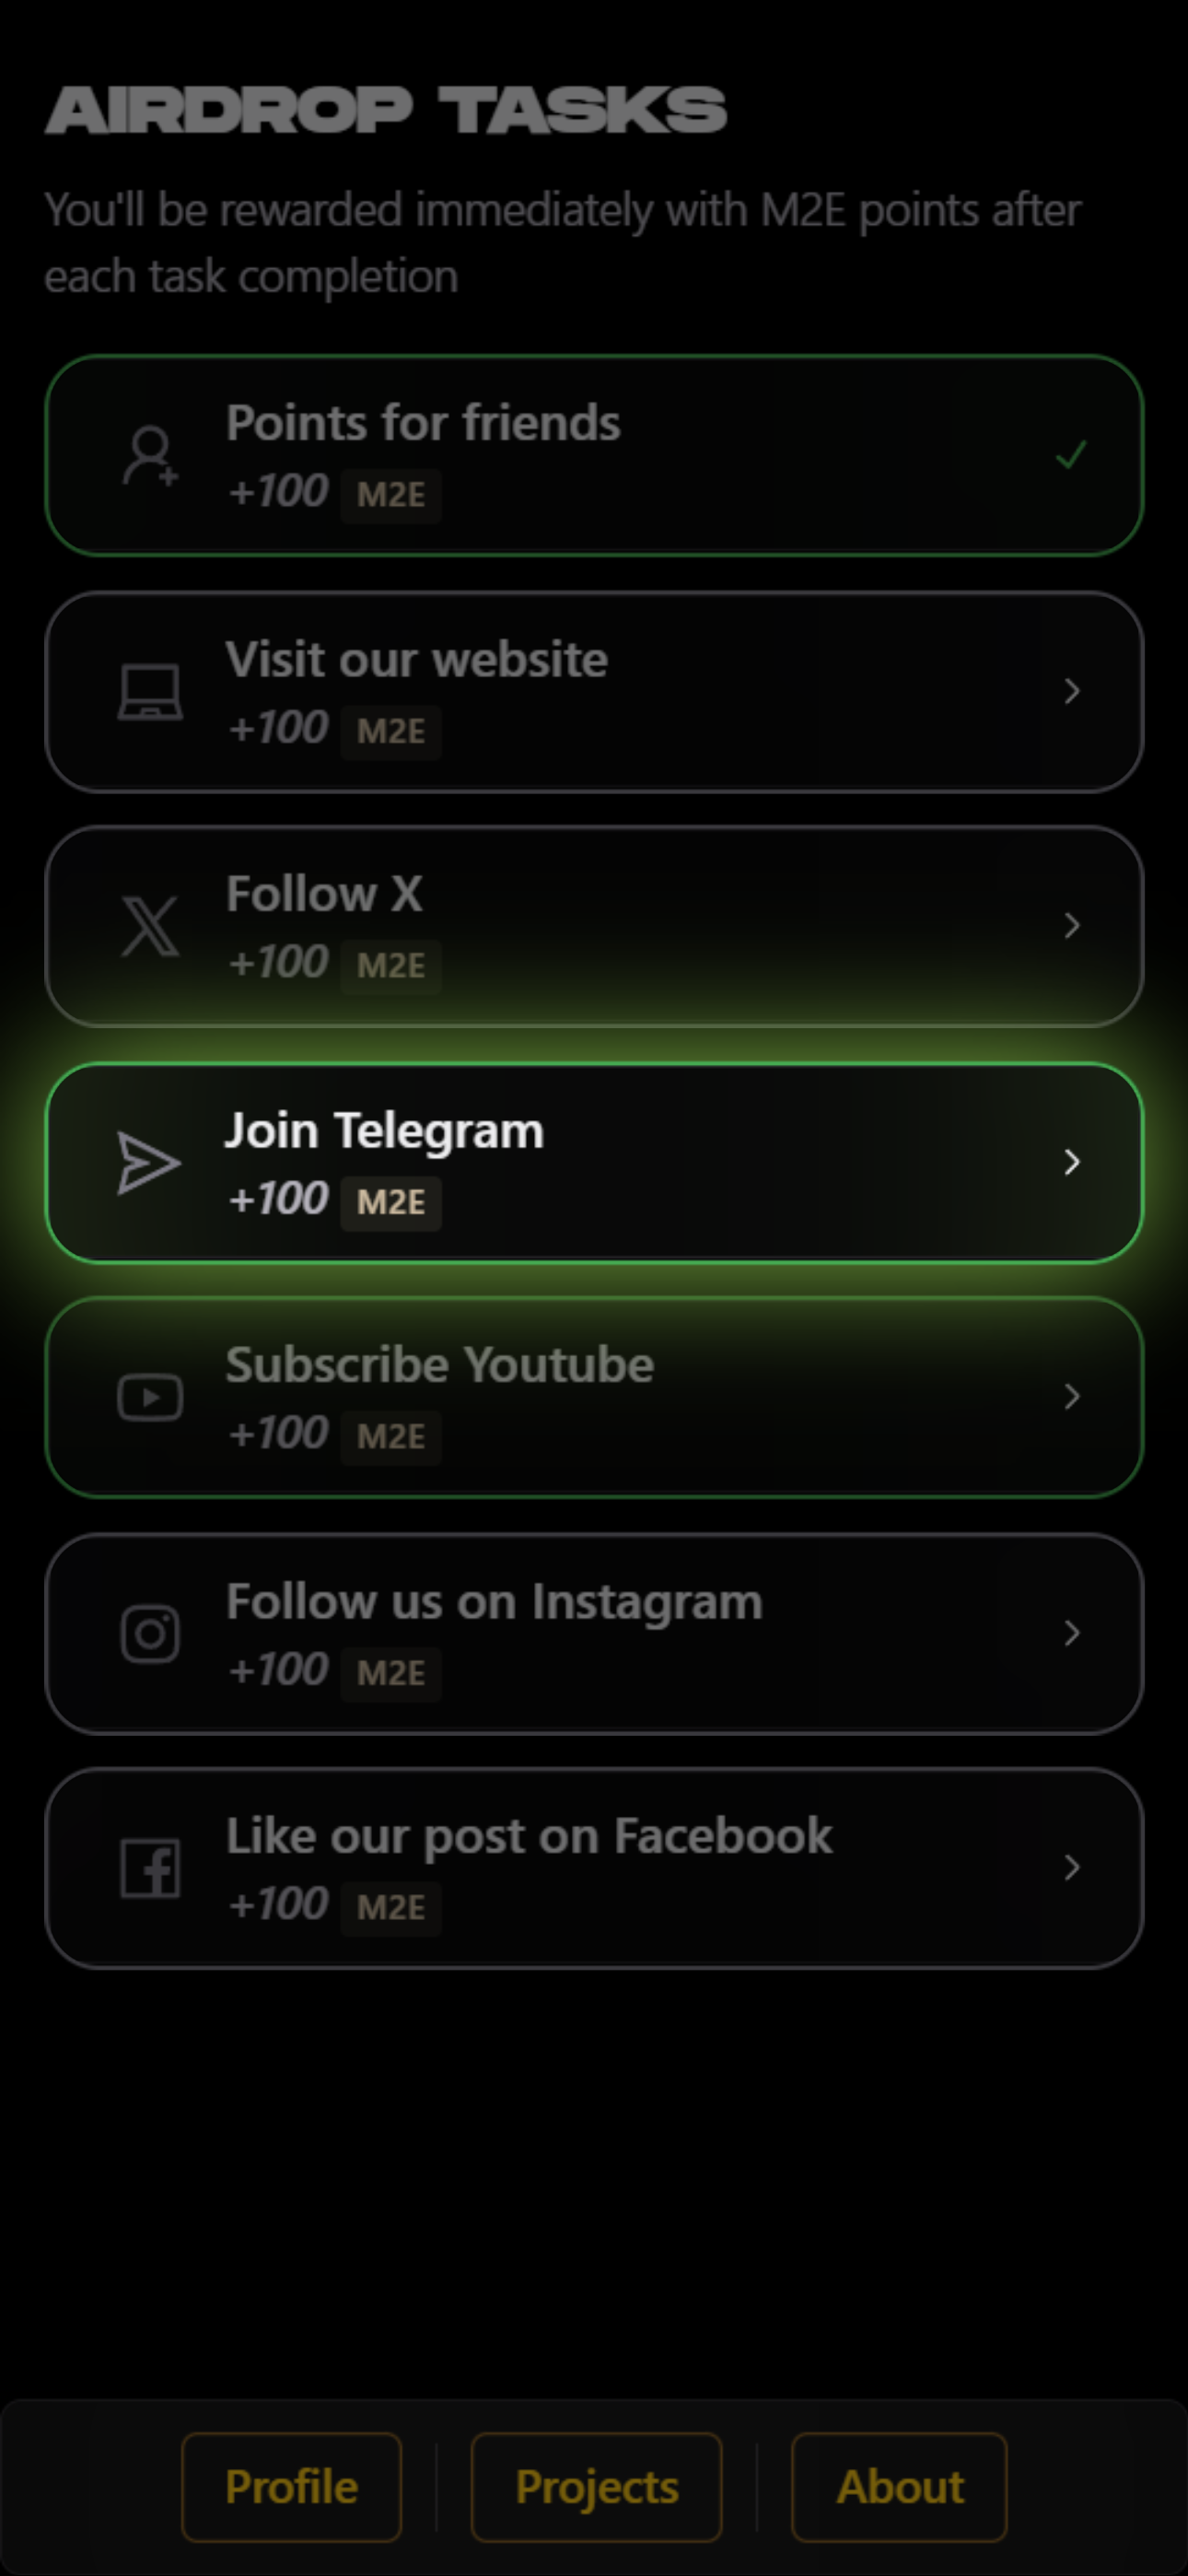 AIRDROP TASKS
You'll be rewarded immediately with M2E points after
each task completion
Points for friends
+100 M2E
Visit our website
+100 M2E
Follow X
+100 M2E
Join Telegram
+100 M2E
Subscribe Youtube
+100 M2E
Follow us on Instagram
+100 M2E
Like our post on Facebook
+100 M2E
Profile Projects About